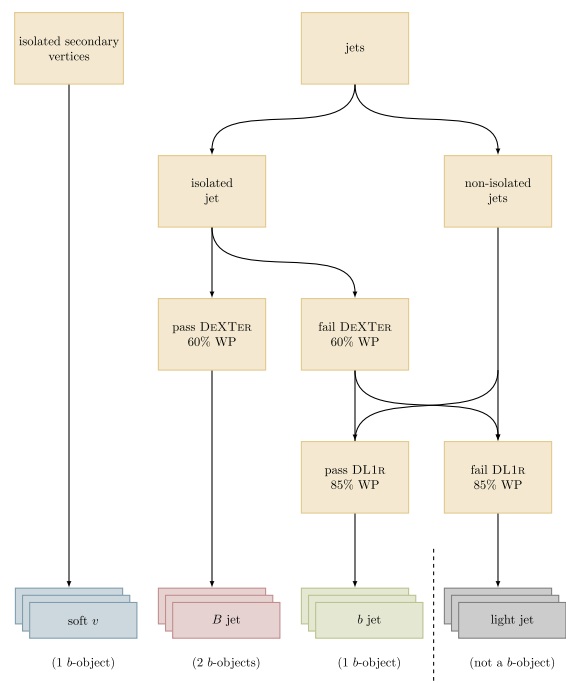 isolated secondary
vertices
jets
isolated
jet
non-isolated
jets
pass DEXTER
60% WP
fail DEXTER
60% WP
pass DL1R
85% WP
fail DL1R
85% WP
soft v
B jet
b jet
light jet
(1 b-object)
(2 b-objects)
(1 b-object)
(not a b-object)